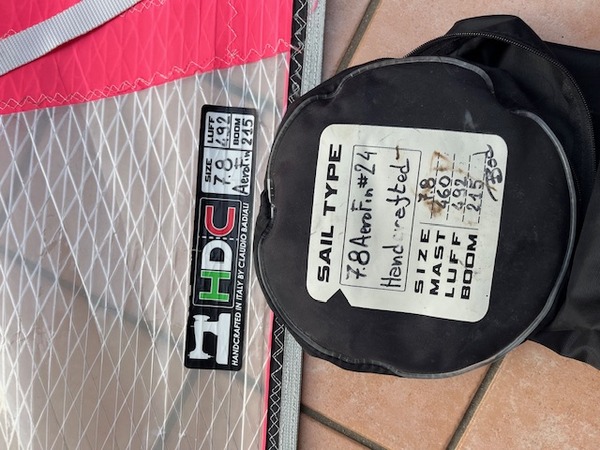 SIZE 7.8
LUFF 492
BOOM 215
AeroFin
HDC
HANDCRAFTED IN ITALY BY CLAUDIO BADIALI
SAIL TYPE
7.8 AeroFin #24
Handcrafted
SIZE 7.8
MAST 460
LUFF 492
BOOM 215